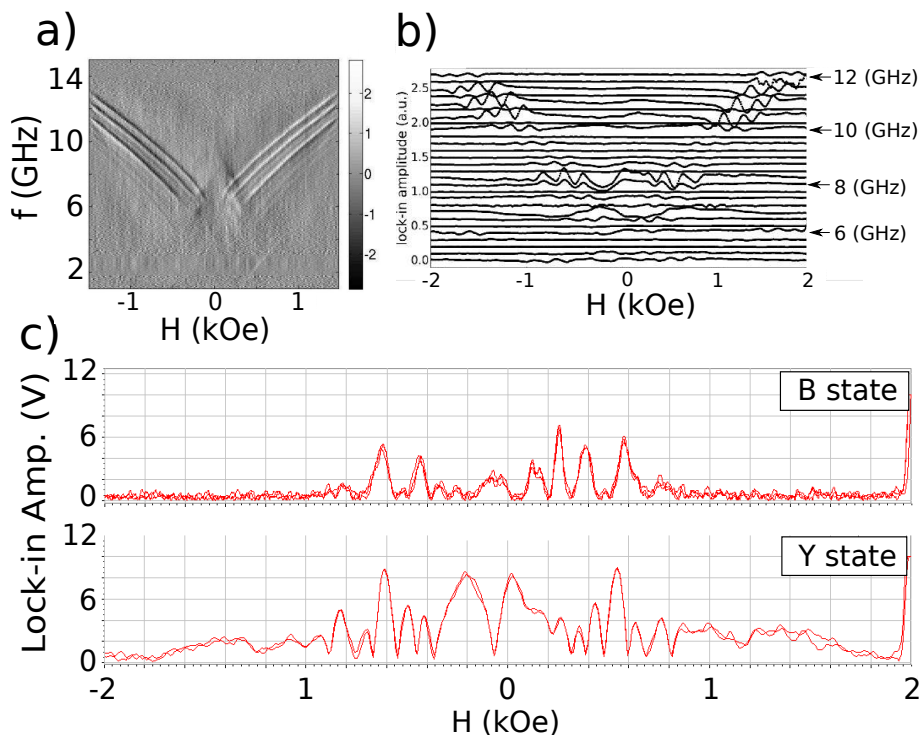 a)
15
11
6
2
f (GHz)
-1
0
1
H (kOe)
2
1
0
-1
-2
b)
2.5
2.0
1.5
1.0
0.5
0.0
lock-in amplitude (a.u.)
-2
-1
0
1
2
H (kOe)
12 (GHz)
10 (GHz)
8 (GHz)
6 (GHz)
c)
Lock-in Amp. (V)
12
6
0
B state
12
6
0
Y state
-2
1
0
1
2
H (kOe)